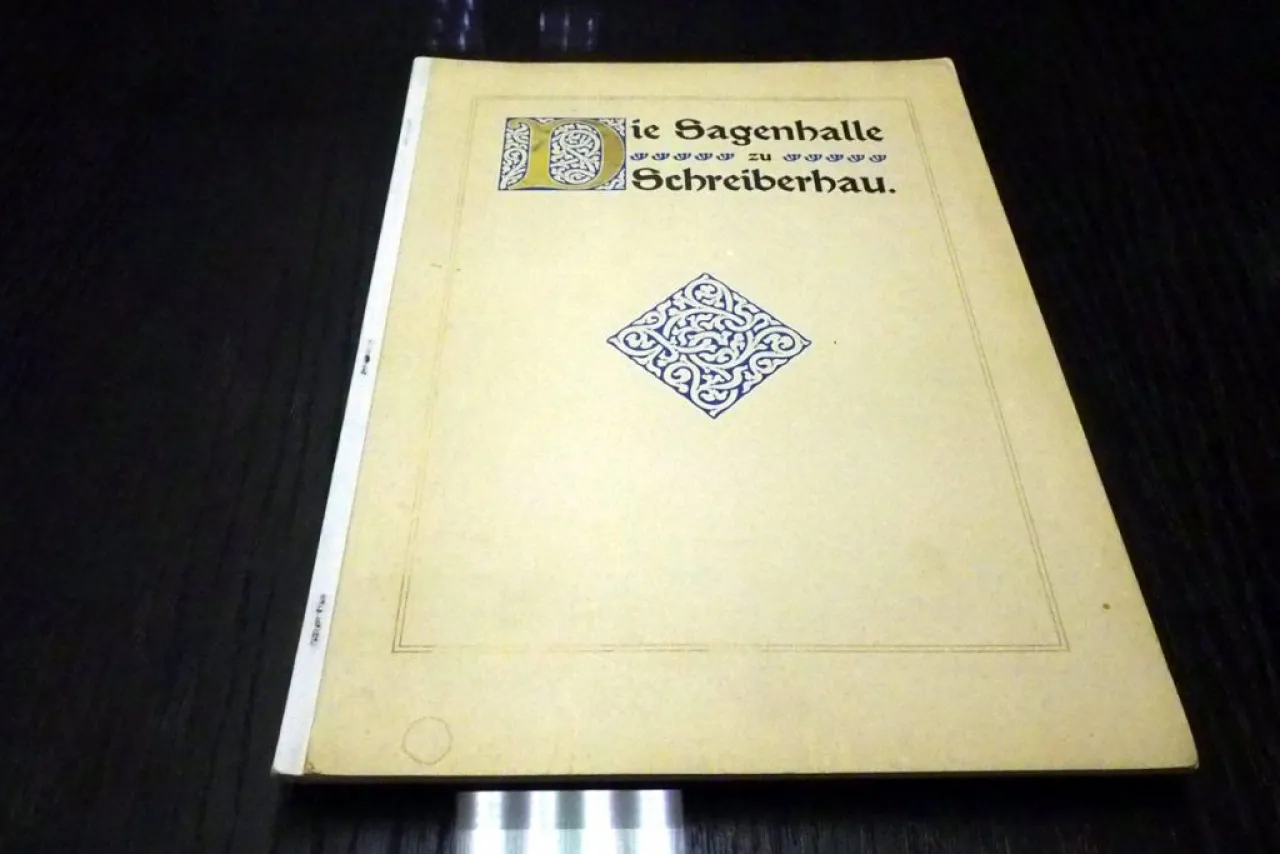 Die Sagenhalle
zu
Schreiberhau.